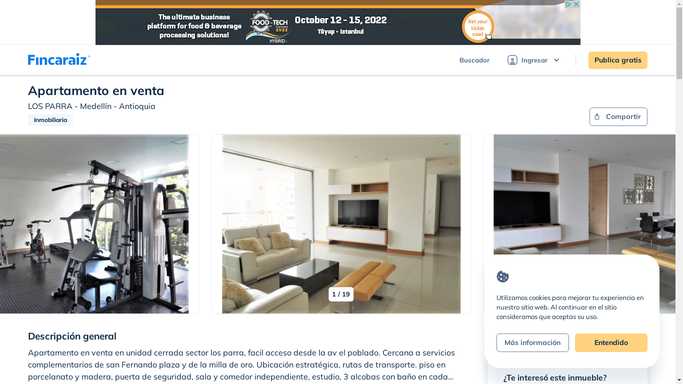 The ultimate business
platform for food & beverage
processing solutions!
FOOD-TECH
HYBRID
October 12 - 15, 2022
Tüyap - Istanbul
Get your
ticket
now!
Fincaraiz
Buscador
Ingresar
Publica gratis
Apartamento en venta
LOS PARRA - Medellín - Antioquia
Inmobiliaria
Compartir
1 / 19
Utilizamos cookies para mejorar tu experiencia en
nuestro sitio web. Al continuar en el sitio
consideramos que aceptas su uso.
Más información
Entendido
Descripción general
Apartamento en venta en unidad cerrada sector los parra, facil acceso desde la av el poblado. Cercana a servicios
complementarios de san Fernando plaza y de la milla de oro. Ubicación estratégica, rutas de transporte. piso en
porcelanato y madera, puerta de seguridad, sala y comedor independiente, estudio, 3 alcobas con baño en cada...
¿Te interesó este inmueble?